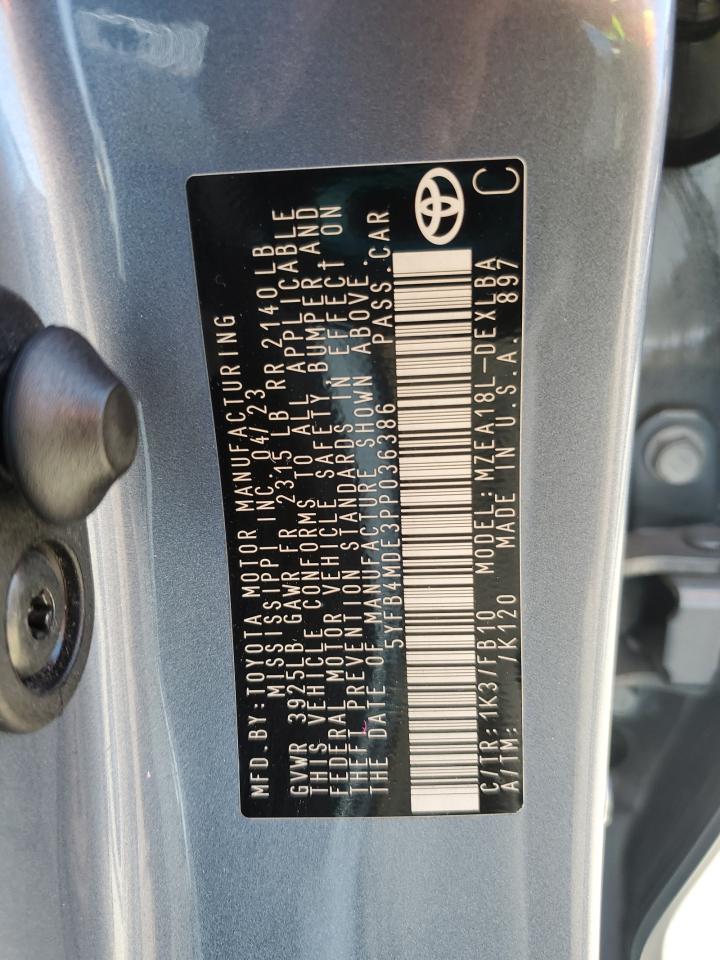 MFD.BY:TOYOTA MOTOR MANUFACTURING
MISSISSIPPI INC. 04/23
GVWR 3925LB GAWR FR 2315 LB RR 2140LB
THIS VEHICLE CONFORMS TO ALL APPLICABLE
FEDERAL MOTOR VEHICLE SAFETY,BUMPER AND
THEFT PREVENTION STANDARDS IN EFFECT ON
THE DATE OF MANUFACTURE SHOWN ABOVE.
5YFB4MDE3PP036386 PASS.CAR
C/TR: 1K3/FB10 MODEL:MZEA18L-DEXLBA
A/TM: /K120 MADE IN U.S.A. 897
C